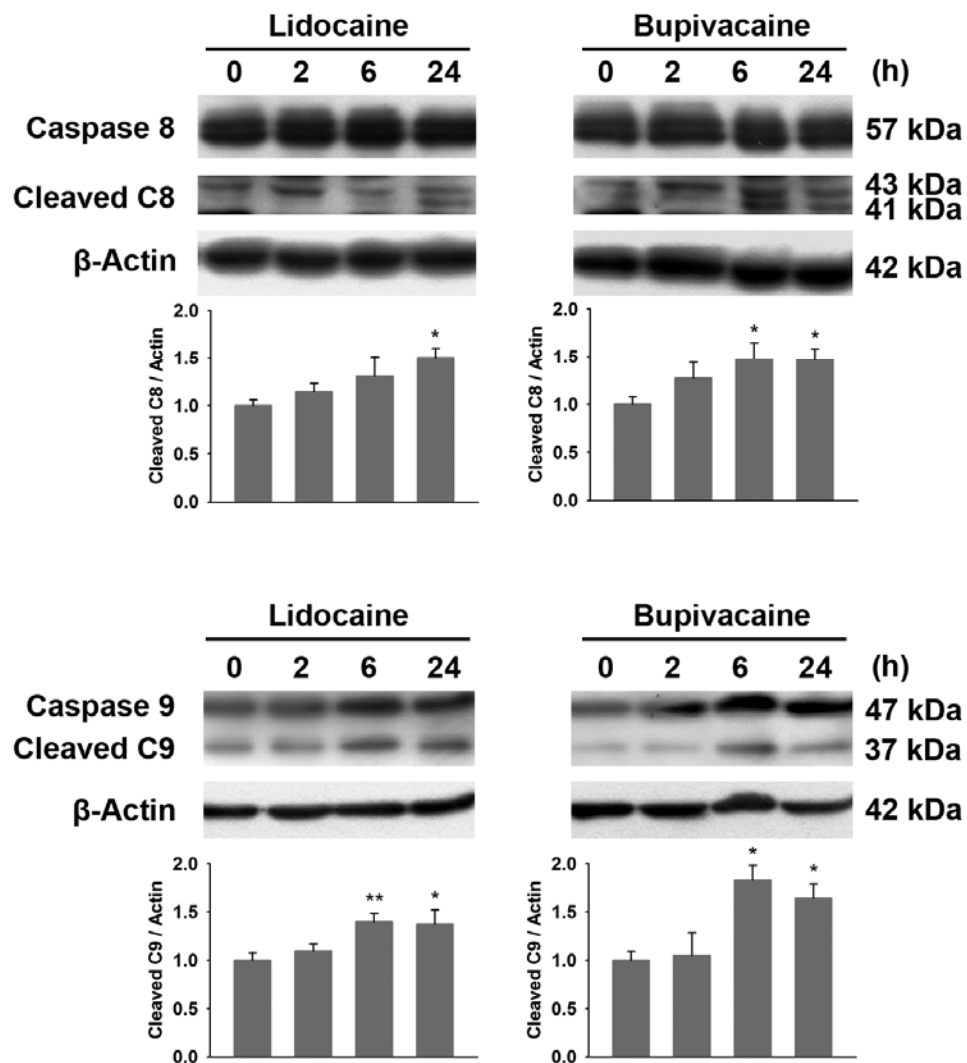 Lidocaine Bupivacaine
0 2 6 24 0 2 6 24 (h)
Caspase 8 57 kDa
Cleaved C8 43 kDa
41 kDa
β-Actin 42 kDa
Cleaved C8 / Actin
2.0
1.5
1.0
0.5
0.0
*
Cleaved C8 / Actin
2.0
1.5
1.0
0.5
0.0
* *
Lidocaine Bupivacaine
0 2 6 24 0 2 6 24 (h)
Caspase 9 47 kDa
Cleaved C9 37 kDa
β-Actin 42 kDa
Cleaved C9 / Actin
2.0
1.5
1.0
0.5
0.0
** *
Cleaved C9 / Actin
2.0
1.5
1.0
0.5
0.0
* *